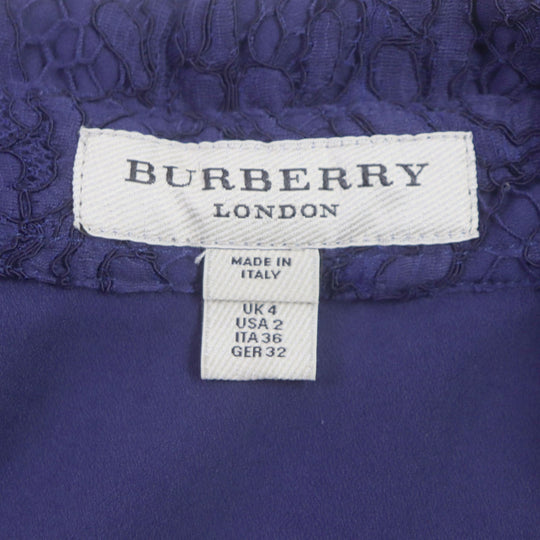 BURBERRY
LONDON
MADE IN
ITALY
UK 4
USA 2
ITA 36
GER 32